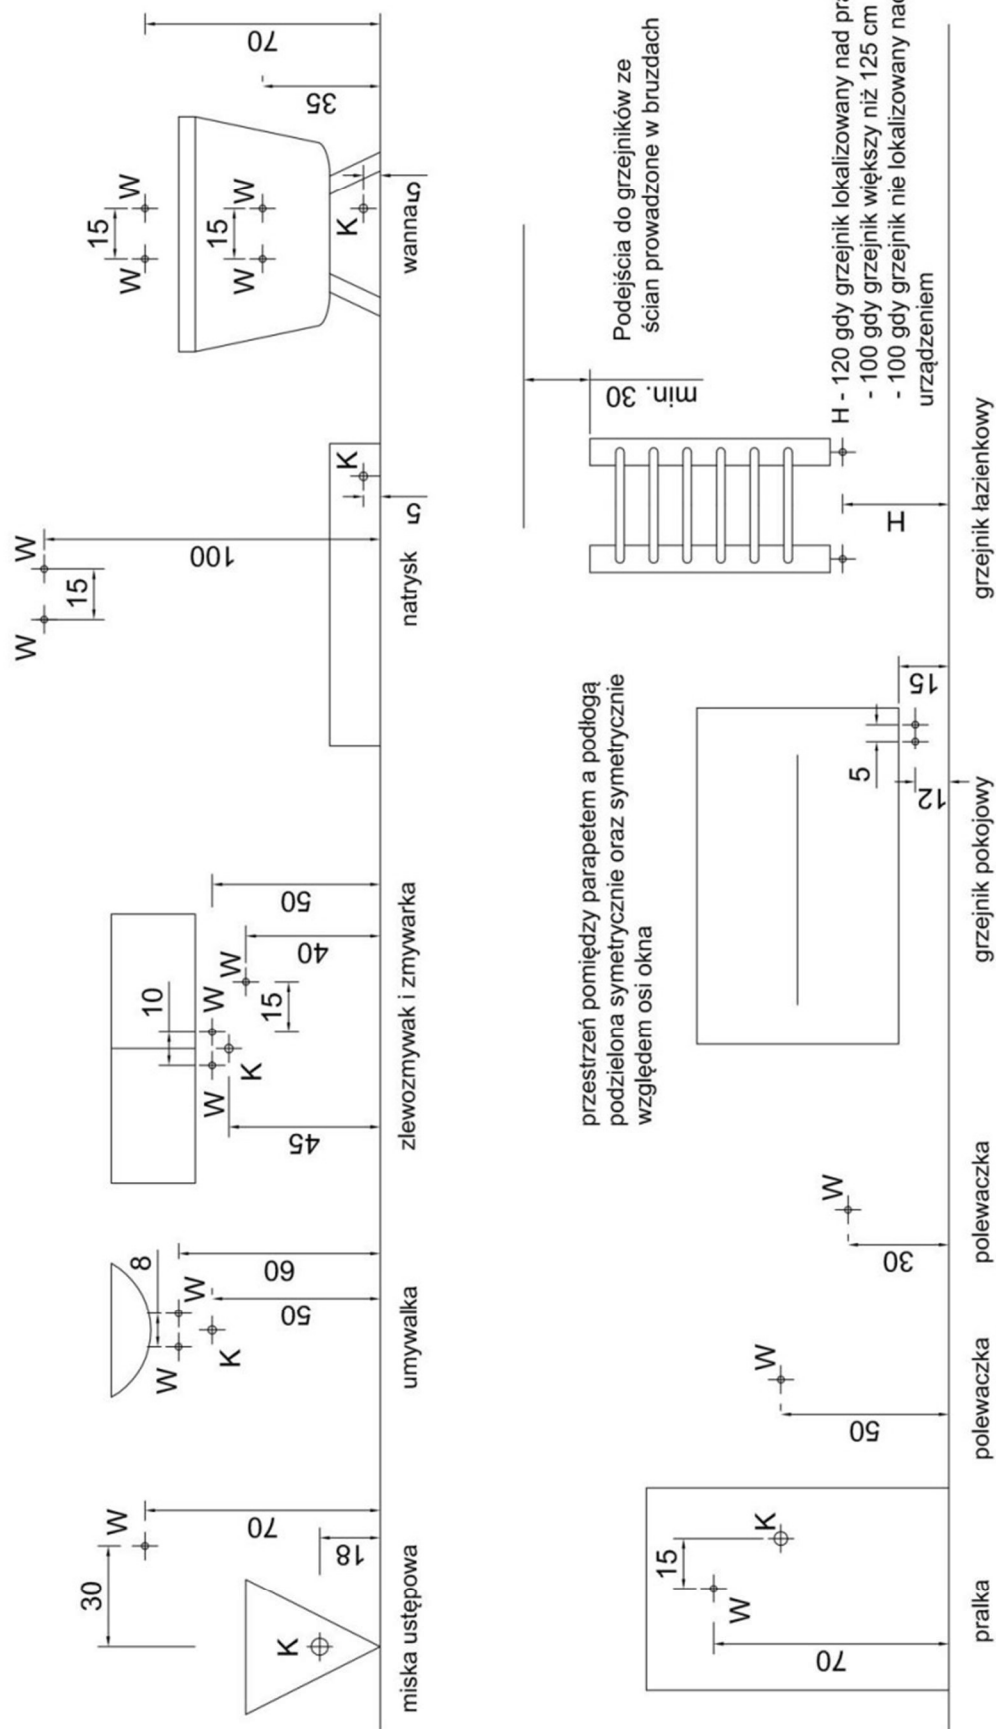 30
W
70
K
18
miska ustępowa
8
W
W
60
K
50
umywalka
10
W
W
W
K
15
45
40
50
zlewozmywak i zmywarka
W
W
15
100
K
5
natrysk
15
W
W
70
15
W
W
35
K
5
wanna
15
W
K
70
pralka
W
50
polewaczka
W
30
polewaczka
przestrzeń pomiędzy parapetem a podłogą
podzielona symetrycznie oraz symetrycznie
względem osi okna
5
12
15
grzejnik pokojowy
min. 30
Podejścia do grzejników ze
ścian prowadzone w bruzdach
H
H - 120 gdy grzejnik lokalizowany nad
- 100 gdy grzejnik większy niż 125 cm
- 100 gdy grzejnik nie lokalizowany
urządzeniem
grzejnik łazienkowy